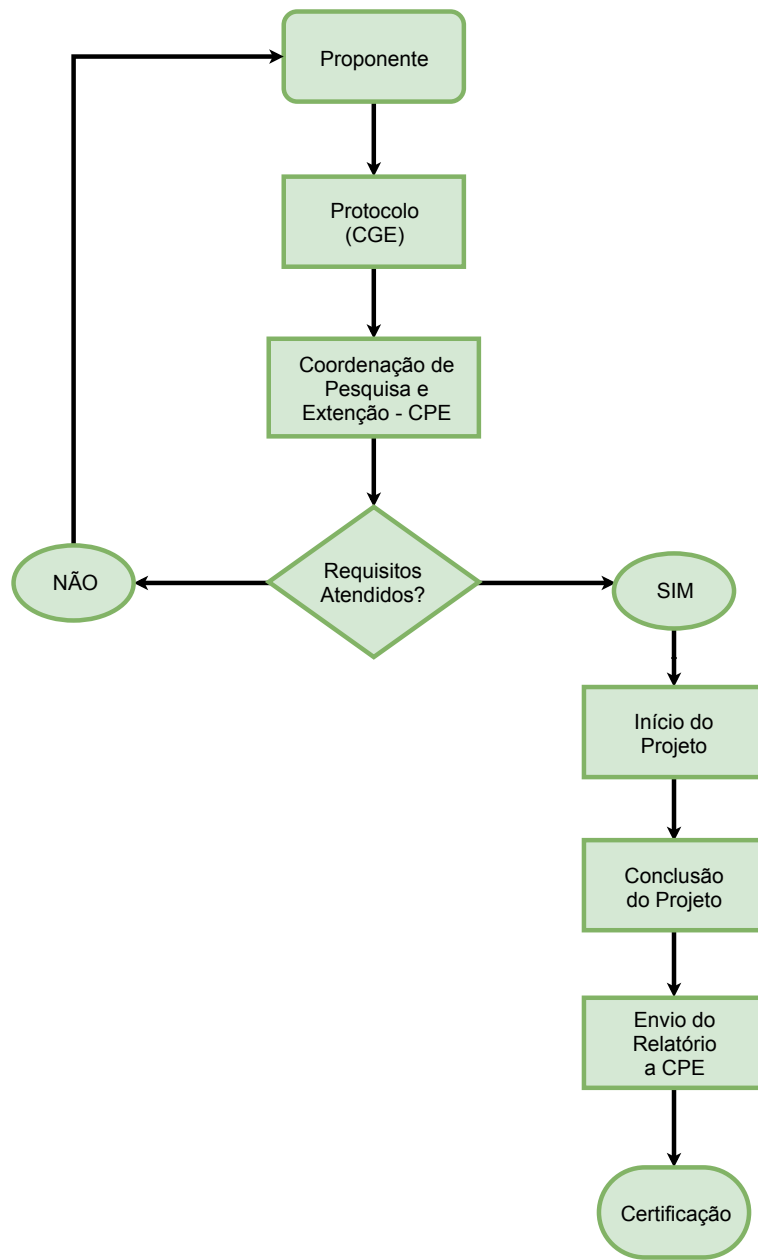 Proponente
Protocolo
(CGE)
Coordenação de
Pesquisa e
Extenção - CPE
Requisitos
Atendidos?
NÃO
SIM
Início do
Projeto
Conclusão
do Projeto
Envio do
Relatório
a CPE
Certificação